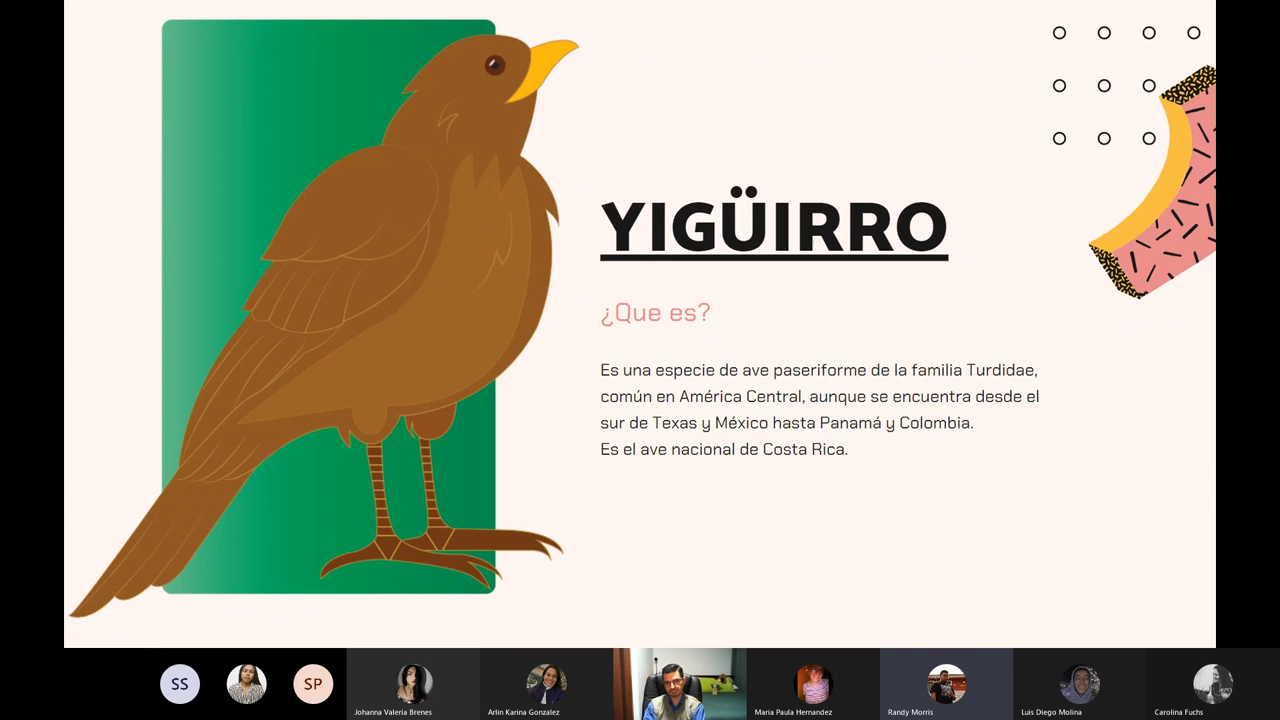 YIGÜIRRO
¿Que es?
Es una especie de ave paseriforme de la familia Turdidae,
común en América Central, aunque se encuentra desde el
sur de Texas y México hasta Panamá y Colombia.
Es el ave nacional de Costa Rica.
SS
SP
Johanna Valeria Brenes
Arlin Karina Gonzalez
Maria Paula Hernandez
Randy Morris
Luis Diego Molina
Carolina Fuchs